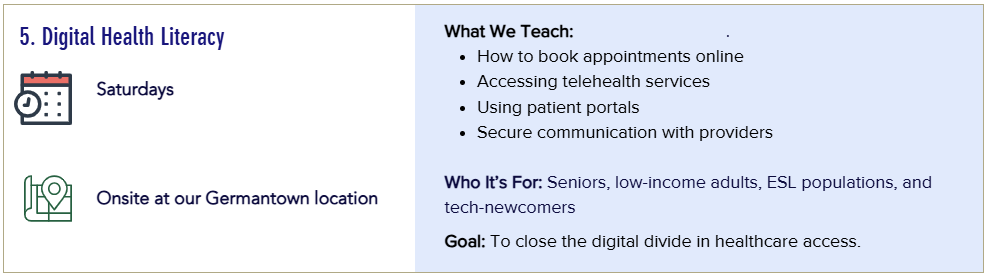 5. Digital Health Literacy
Saturdays
Onsite at our Germantown location
What We Teach: .
• How to book appointments online
• Accessing telehealth services
• Using patient portals
• Secure communication with providers
Who It's For: Seniors, low-income adults, ESL populations, and
tech-newcomers
Goal: To close the digital divide in healthcare access.